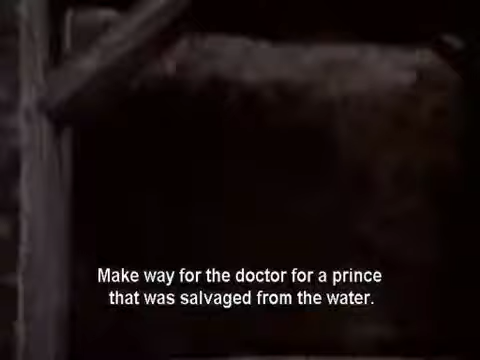 Make way for the doctor for a prince
that was salvaged from the water.